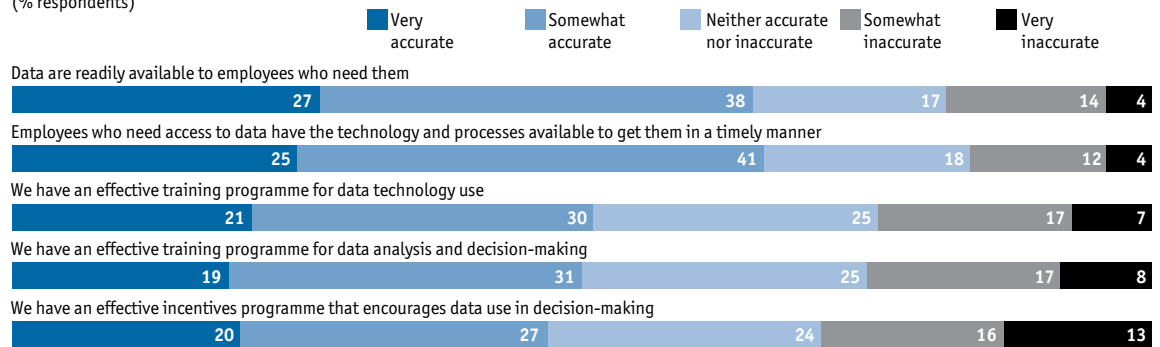 (% respondents)
Very accurate
Somewhat accurate
Neither accurate nor inaccurate
Somewhat inaccurate
Very inaccurate
Data are readily available to employees who need them
27 38 17 14 4
Employees who need access to data have the technology and processes available to get them in a timely manner
25 41 18 12 4
We have an effective training programme for data technology use
21 30 25 17 7
We have an effective training programme for data analysis and decision-making
19 31 25 17 8
We have an effective incentives programme that encourages data use in decision-making
20 27 24 16 13